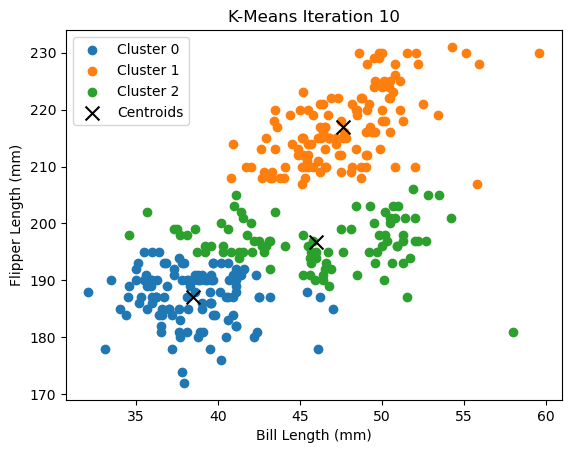 K-Means Iteration 10
Cluster 0
Cluster 1
Cluster 2
Centroids
Flipper Length (mm)
230
220
210
200
190
180
170
35
40
45
50
55
60
Bill Length (mm)